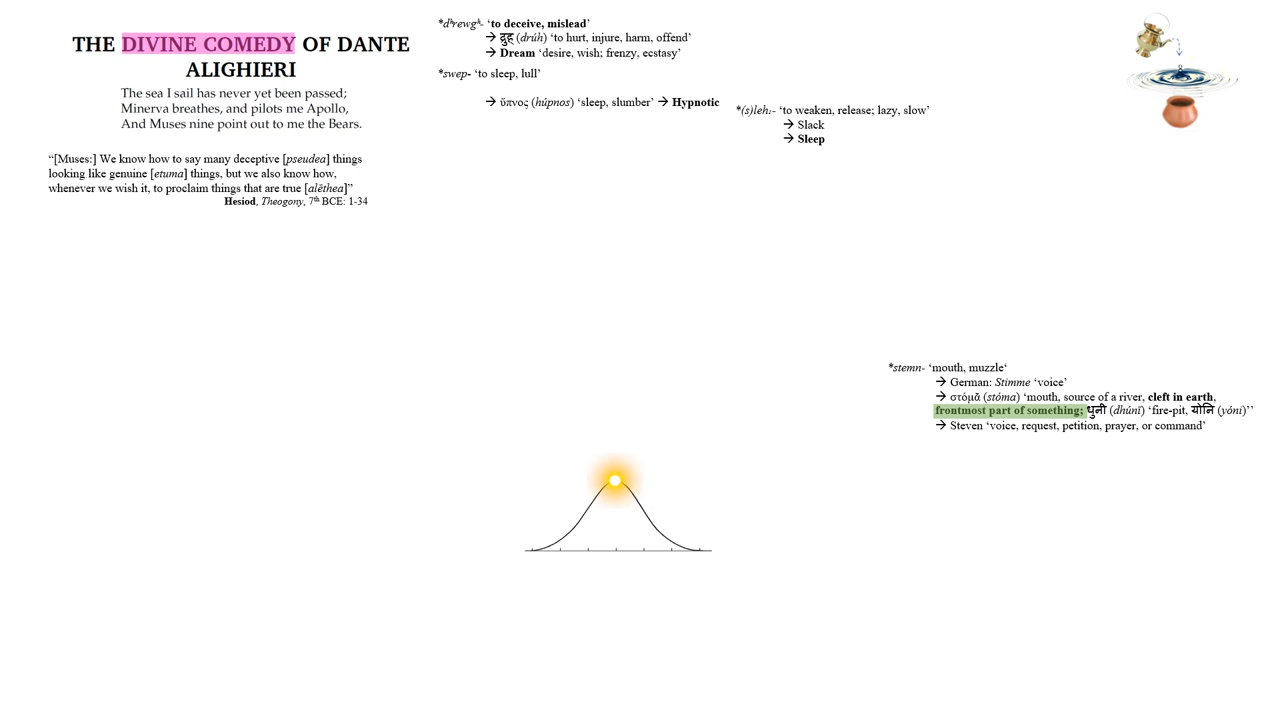 THE DIVINE COMEDY OF DANTE
ALIGHIERI
The sea I sail has never yet been passed;
Minerva breathes, and pilots me Apollo,
And Muses nine point out to me the Bears.
“[Muses:] We know how to say many deceptive [pseudea] things
looking like genuine [etuma] things, but we also know how,
whenever we wish it, to proclaim things that are true [alēthea]”
Hesiod, Theogony, 7th BCE: 1-34
*dʰrewgʰ- ‘to deceive, mislead’
→ द्रुह् (drúh) ‘to hurt, injure, harm, offend’
→ Dream ‘desire, wish; frenzy, ecstasy’
*swep- ‘to sleep, lull’
→ ὕπνος (húpnos) ‘sleep, slumber’ → Hypnotic
*(s)leh₁- ‘to weaken, release; lazy, slow’
→ Slack
→ Sleep
*stemn- ‘mouth, muzzle‘
→ German: Stimme ‘voice’
→ στόμᾰ (stóma) ‘mouth, source of a river, cleft in earth,
frontmost part of something; धुनी (dhúnī) ‘fire-pit, योनि (yóni)’’
→ Steven ‘voice, request, petition, prayer, or command’